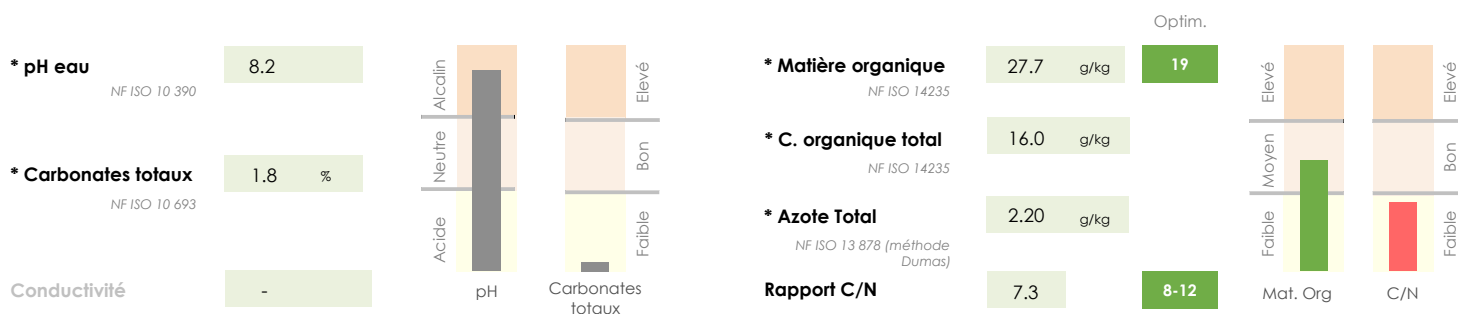 * pH eau 8.2
NF ISO 10 390
* Carbonates totaux 1.8 %
NF ISO 10 693
Conductivité -
Alcalin
Neutre
Acide
Elevé
Bon
Faible
pH
Carbonates
totaux
Optim.
* Matière organique 27.7 g/kg 19
NF ISO 14235
* C. organique total 16.0 g/kg
NF ISO 14235
* Azote Total 2.20 g/kg
NF ISO 13 878 (méthode
Dumas)
Rapport C/N 7.3 8-12
Elevé
Moyen
Faible
Elevé
Bon
Faible
Mat. Org
C/N